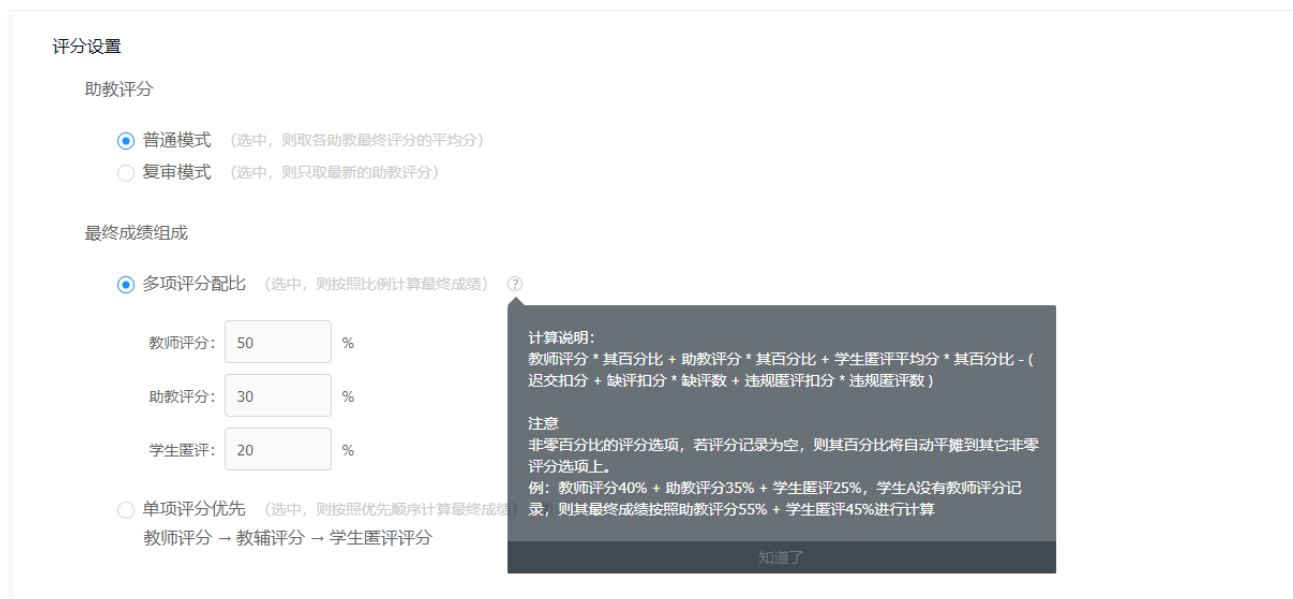 评分设置
助教评分
普通模式 (选中，则取各助教最终评分的平均分)
复审模式 (选中，则只取最新的助教评分)
最终成绩组成
多项评分配比 (选中，则按照比例计算最终成绩) ?
教师评分： 50 %
助教评分： 30 %
学生匿评： 20 %
单项评分优先 (选中，则按照优先顺序计算最终成绩)
教师评分 → 教辅评分 → 学生匿评评分
计算说明：
教师评分 * 其百分比 + 助教评分 * 其百分比 + 学生匿评平均分 * 其百分比 - (
迟交扣分 + 缺评扣分 * 缺评数 + 违规匿评扣分 * 违规匿评数 )
注意
非零百分比的评分选项，若评分记录为空，则其百分比将自动平摊到其它非零
评分选项上。
例：教师评分40% + 助教评分35% + 学生匿评25%，学生A没有教师评分记
录，则其最终成绩按照助教评分55% + 学生匿评45%进行计算
知道了